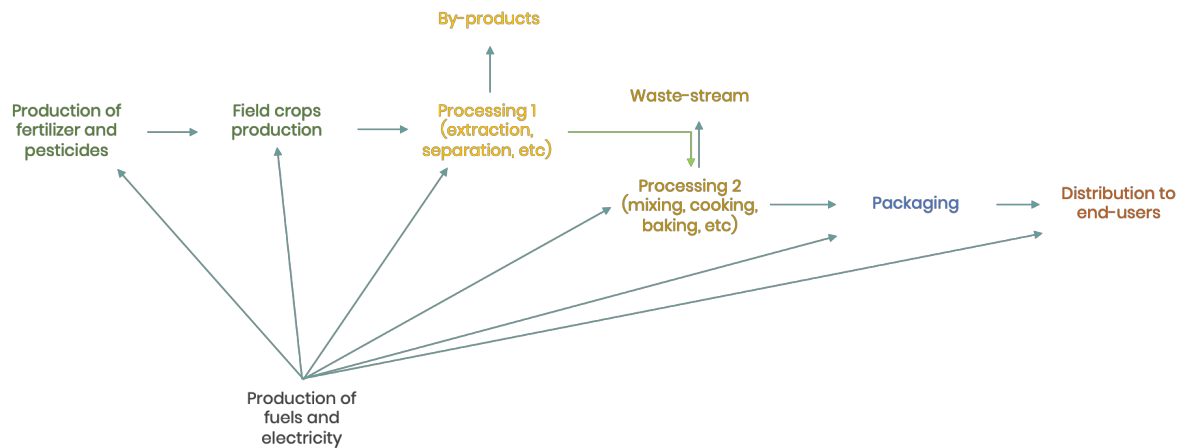 By-products
Production of
fertilizer and
pesticides
Field crops
production
Processing 1
(extraction,
separation, etc)
Waste-stream
Processing 2
(mixing, cooking,
baking, etc)
Packaging
Distribution to
end-users
Production of
fuels and
electricity